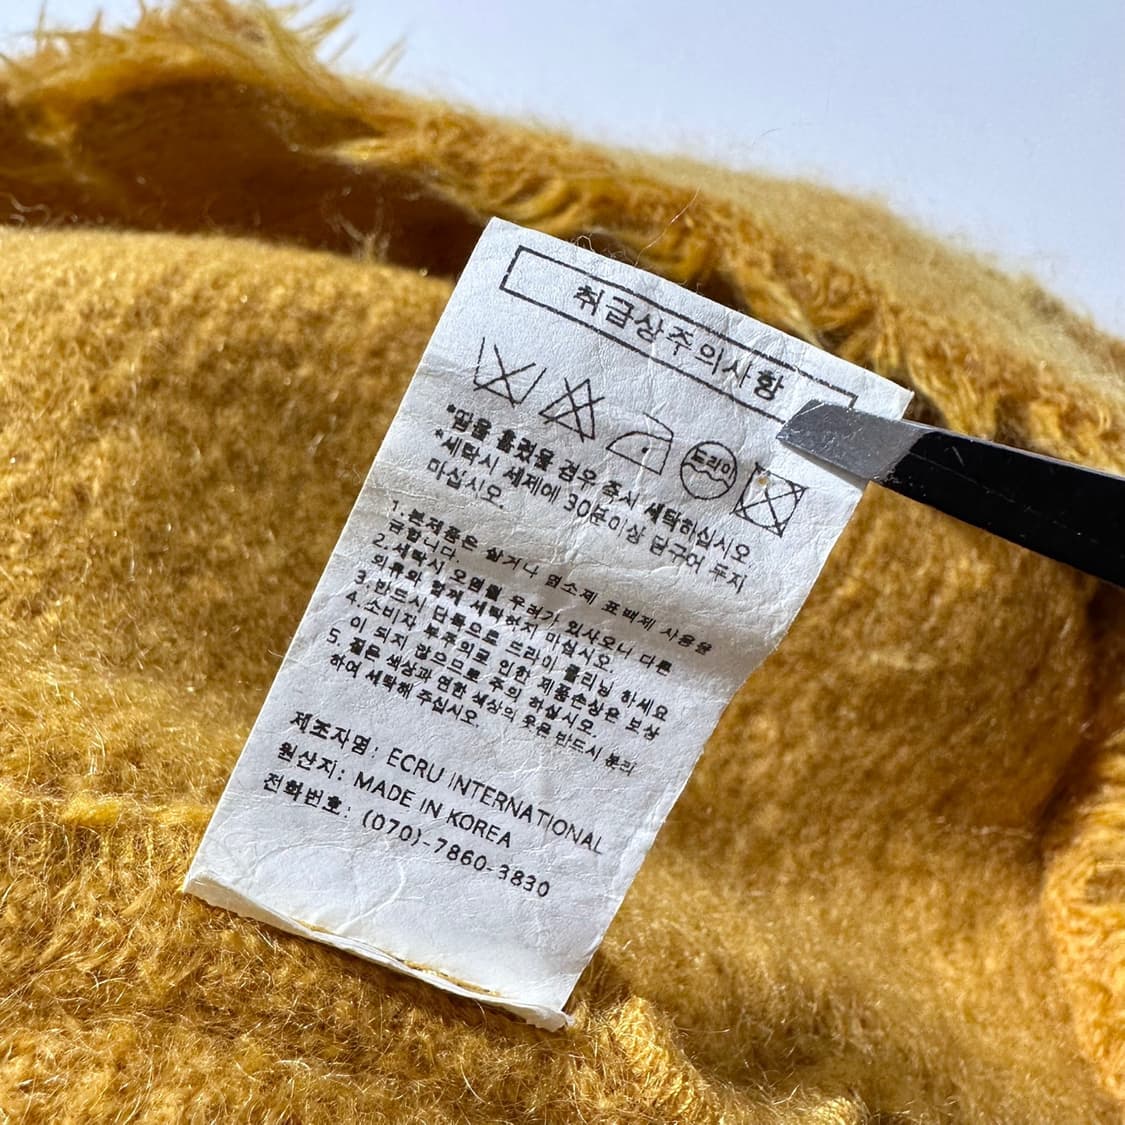 취급상주의사항
드라이
*땀을 흘렸을 경우 즉시 세탁하십시오
*세탁시 세제에 30분이상 담구어 두지
마십시오.
1.본제품은 삶거나 염소제 표백제 사용을
금합니다.
2.세탁시 오염될 우려가 있사오니 다른
의류와 함께 세탁하지 마십시오.
3.반드시 단독으로 드라이 클리닝 하세요
4.소비자 부주의로 인한 제품손상은 보상
이 되지 않으므로 주의 하십시오.
5.짙은 색상과 연한 색상의 옷은 반드시 분리
하여 세탁해 주십시오.
제조자명: ECRU INTERNATIONAL
원산지: MADE IN KOREA
전화번호: (070)-7860-3830